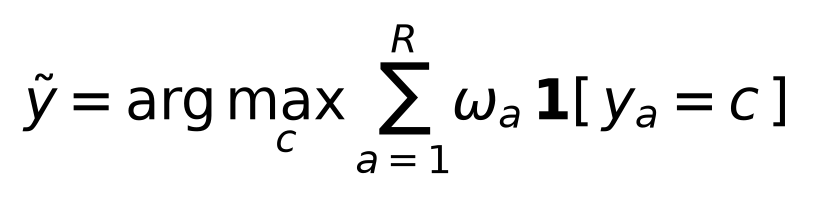 ỹ = arg max_c ∑_{a=1}^{R} ω_a 𝟏[ y_a = c ]